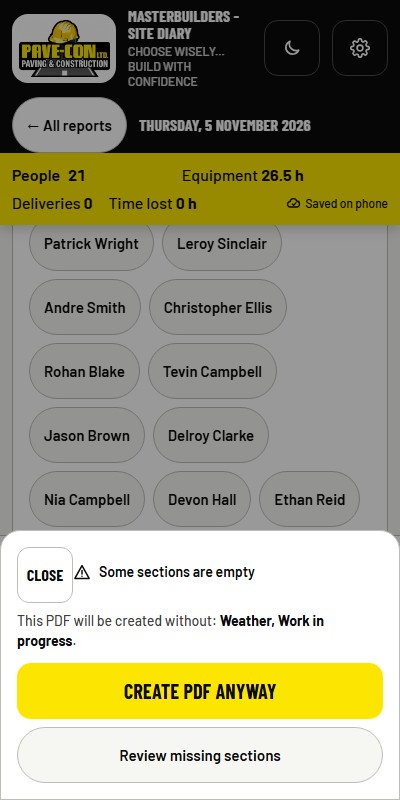 PAVE-CON LTD.
PAVING & CONSTRUCTION
MASTERBUILDERS -
SITE DIARY
CHOOSE WISELY...
BUILD WITH
CONFIDENCE
← All reports
THURSDAY, 5 NOVEMBER 2026
People 21
Equipment 26.5 h
Deliveries 0
Time lost 0 h
Saved on phone
Patrick Wright
Leroy Sinclair
Andre Smith
Christopher Ellis
Rohan Blake
Tevin Campbell
Jason Brown
Delroy Clarke
Nia Campbell
Devon Hall
Ethan Reid
CLOSE
Some sections are empty
This PDF will be created without: Weather, Work in
progress.
CREATE PDF ANYWAY
Review missing sections